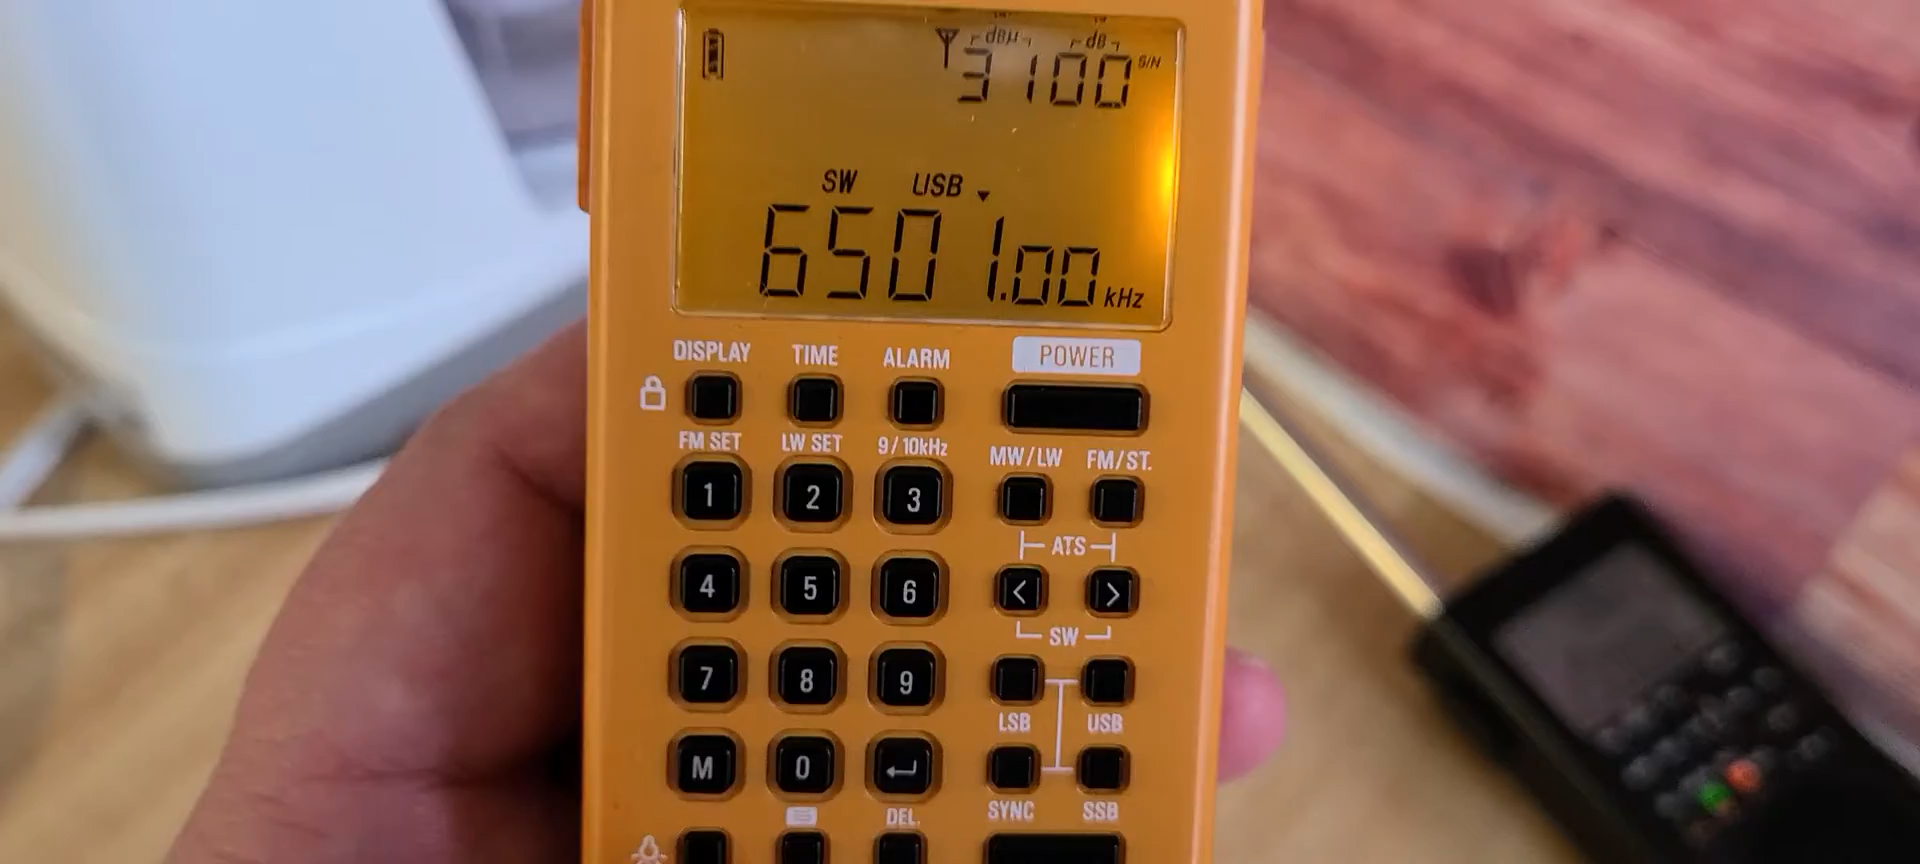 dBµ dB
3100 S/N
SW USB
6501.00 kHz
DISPLAY TIME ALARM POWER
FM SET LW SET 9/10kHz MW/LW FM/ST.
1 2 3
ATS
4 5 6 < >
SW
7 8 9
LSB USB
M 0
DEL. SYNC SSB